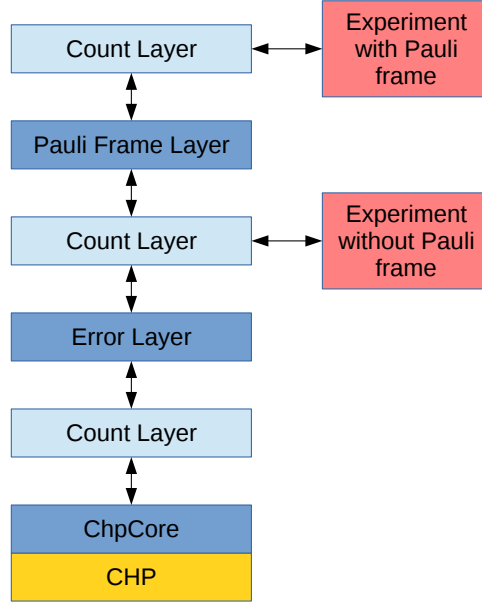 Count Layer
Experiment
with Pauli
frame
Pauli Frame Layer
Count Layer
Experiment
without Pauli
frame
Error Layer
Count Layer
ChpCore
CHP